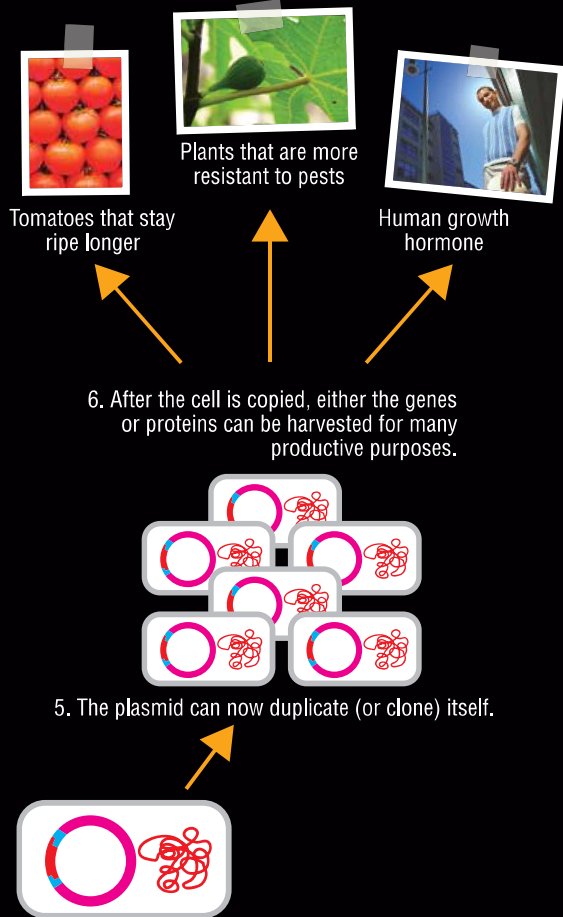 Tomatoes that stay
ripe longer
Plants that are more
resistant to pests
Human growth
hormone
6. After the cell is copied, either the genes
or proteins can be harvested for many
productive purposes.
5. The plasmid can now duplicate (or clone) itself.